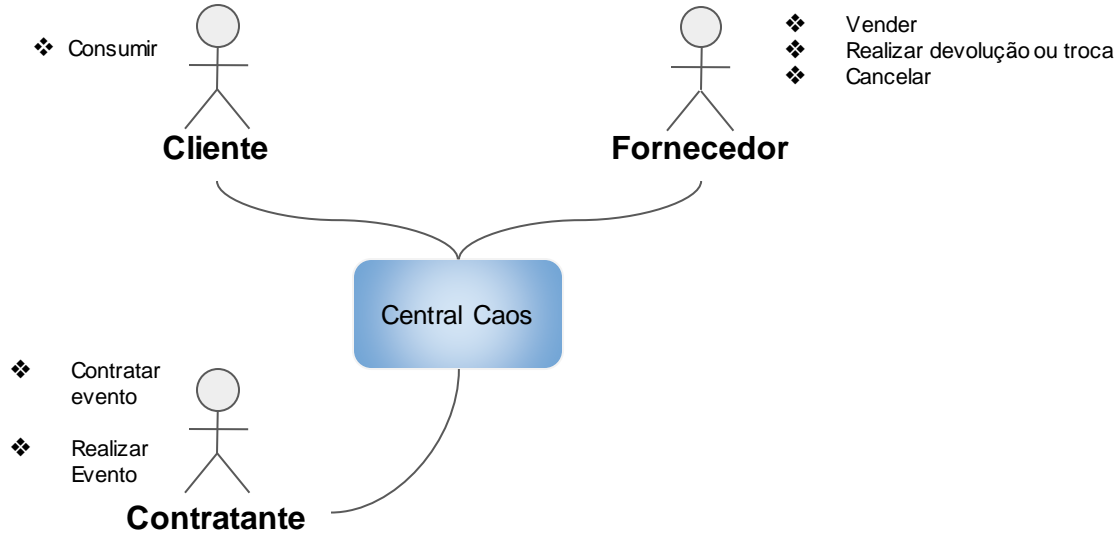 ❖ Consumir
Cliente
❖ Vender
❖ Realizar devolução ou troca
❖ Cancelar
Fornecedor
Central Caos
❖ Contratar
evento
❖ Realizar
Evento
Contratante